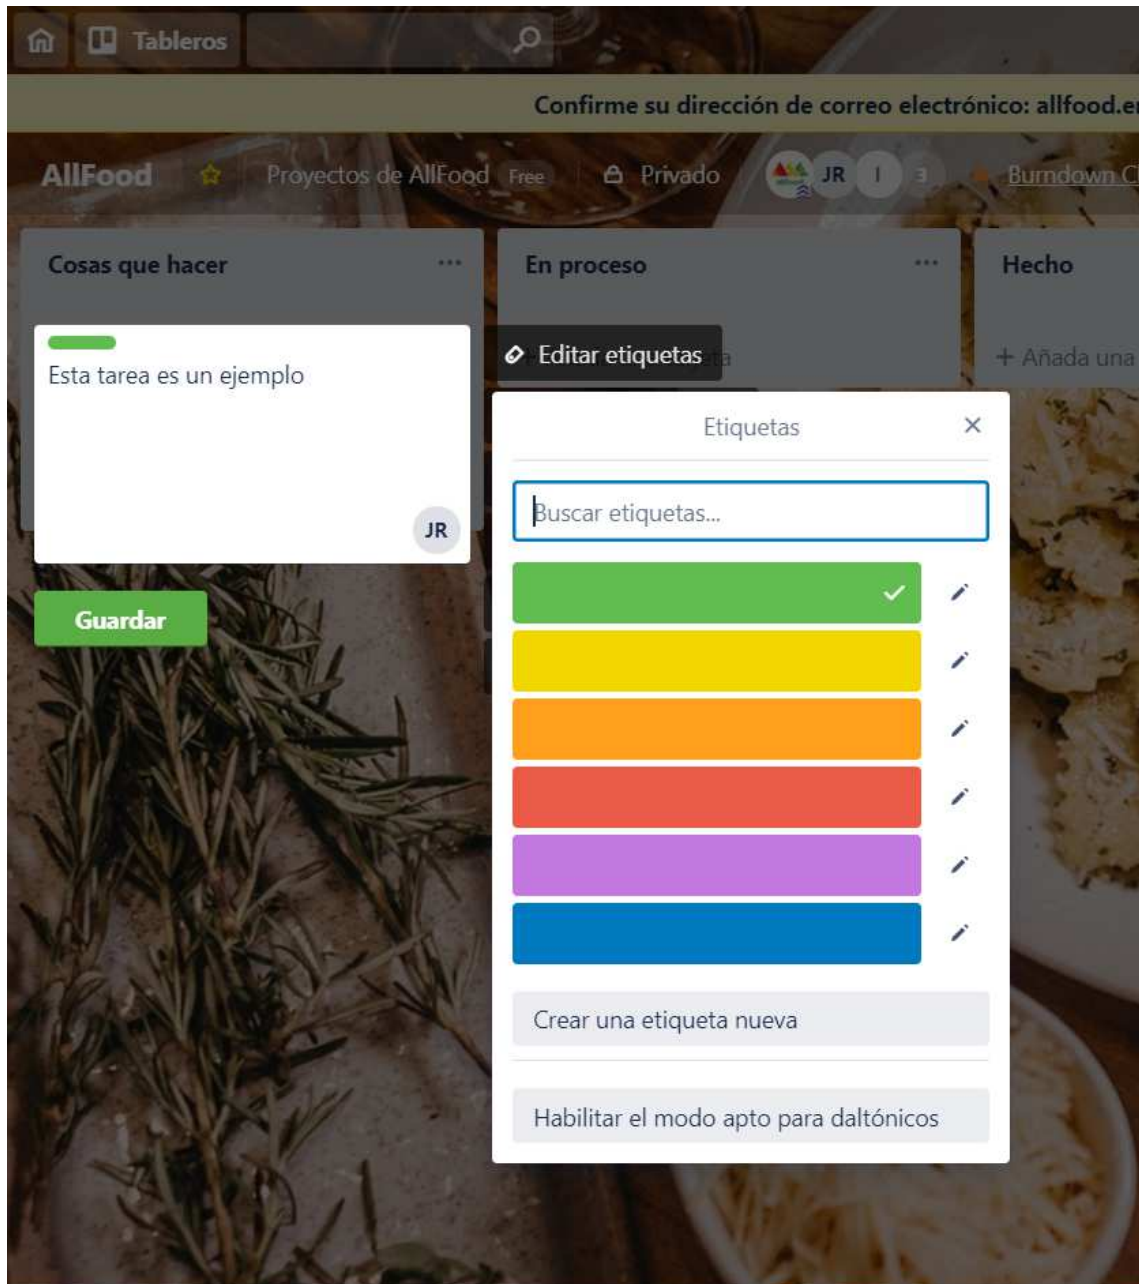 Tableros
Confirme su dirección de correo electrónico: allfood.e
AllFood Proyectos de AllFood Free Privado JR I 3 Burndown C
Cosas que hacer
En proceso
Hecho
Esta tarea es un ejemplo
JR
Guardar
Editar etiquetas
+ Añada una
Etiquetas
Buscar etiquetas...
Crear una etiqueta nueva
Habilitar el modo apto para daltónicos